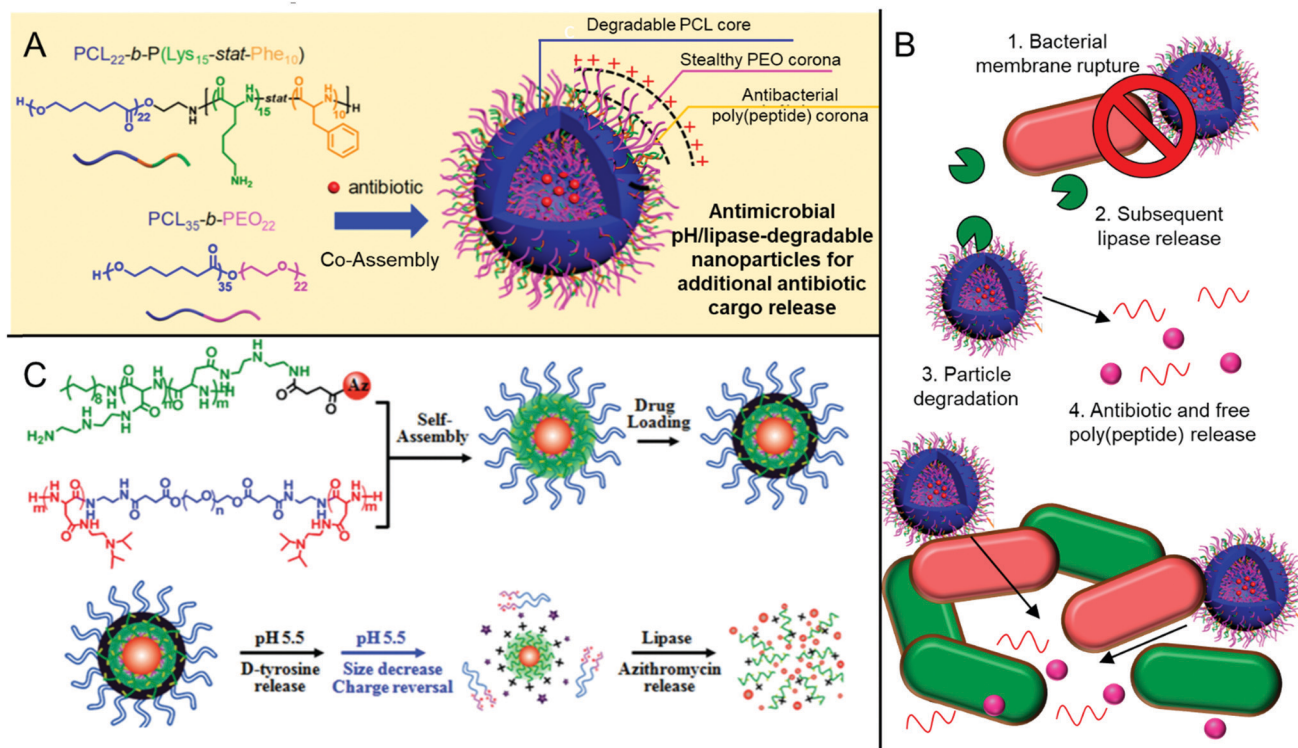 A
PCL22-b-P(Lys15-stat-Phe10)
H
O
O
22
O
N
H
O
H
N
15
stat
O
H
N
10
H
NH2
PCL35-b-PEO22
H
O
O
35
O
O
22
antibiotic
Co-Assembly
Degradable PCL core
Stealthy PEO corona
Antibacterial
poly(peptide) corona
Antimicrobial
pH/lipase-degradable
nanoparticles for
additional antibiotic
cargo release
B
1. Bacterial
membrane rupture
2. Subsequent
lipase release
3. Particle
degradation
4. Antibiotic and free
poly(peptide) release
C
Az
Self-
Assembly
Drug
Loading
pH 5.5
D-tyrosine
release
pH 5.5
Size decrease
Charge reversal
Lipase
Azithromycin
release